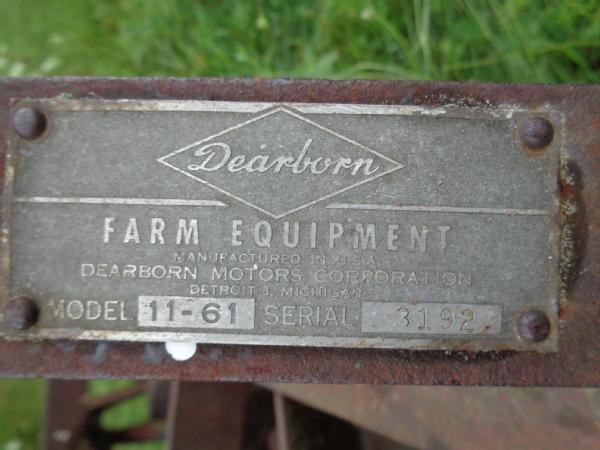 Dearborn
FARM EQUIPMENT
MANUFACTURED IN U.S.A.
DEARBORN MOTORS CORPORATION
DETROIT 3, MICHIGAN
MODEL 11-61 SERIAL 3192